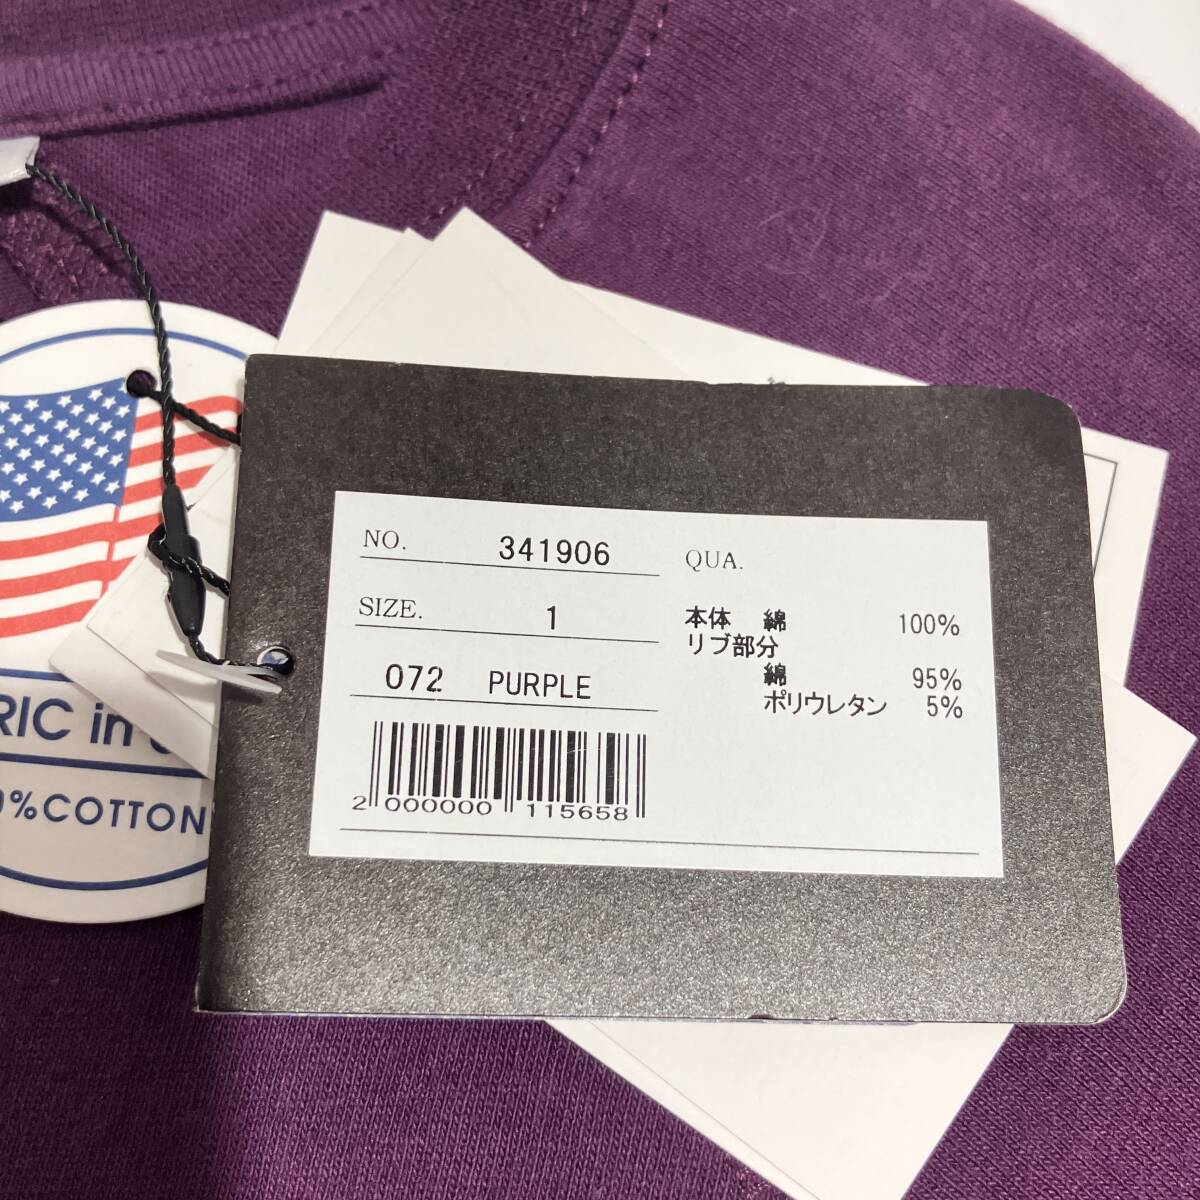 NO. 341906
SIZE. 1
072 PURPLE
2 000000 115658
QUA.
本体 綿 100%
リブ部分
綿 95%
ポリウレタン 5%
RIC in
%COTTON